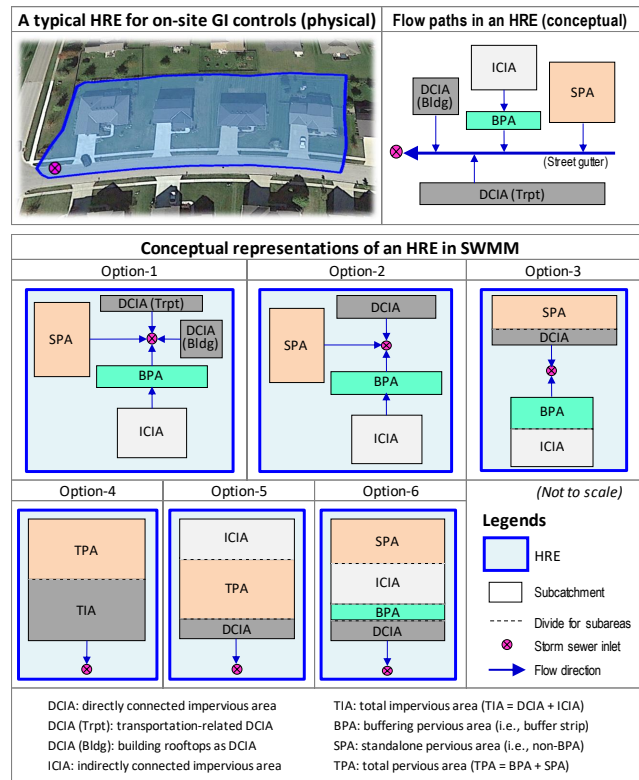 A typical HRE for on-site GI controls (physical)
Flow paths in an HRE (conceptual)
DCIA
(Bldg)
ICIA
BPA
SPA
(Street gutter)
DCIA (Trpt)
Conceptual representations of an HRE in SWMM
Option-1
Option-2
Option-3
DCIA (Trpt)
SPA
DCIA
(Bldg)
BPA
ICIA
DCIA
SPA
BPA
ICIA
SPA
DCIA
BPA
ICIA
Option-4
Option-5
Option-6
(Not to scale)
TPA
TIA
ICIA
TPA
DCIA
SPA
ICIA
BPA
DCIA
Legends
HRE
Subcatchment
Divide for subareas
Storm sewer inlet
Flow direction
DCIA: directly connected impervious area
DCIA (Trpt): transportation-related DCIA
DCIA (Bldg): building rooftops as DCIA
ICIA: indirectly connected impervious area
TIA: total impervious area (TIA = DCIA + ICIA)
BPA: buffering pervious area (i.e., buffer strip)
SPA: standalone pervious area (i.e., non-BPA)
TPA: total pervious area (TPA = BPA + SPA)